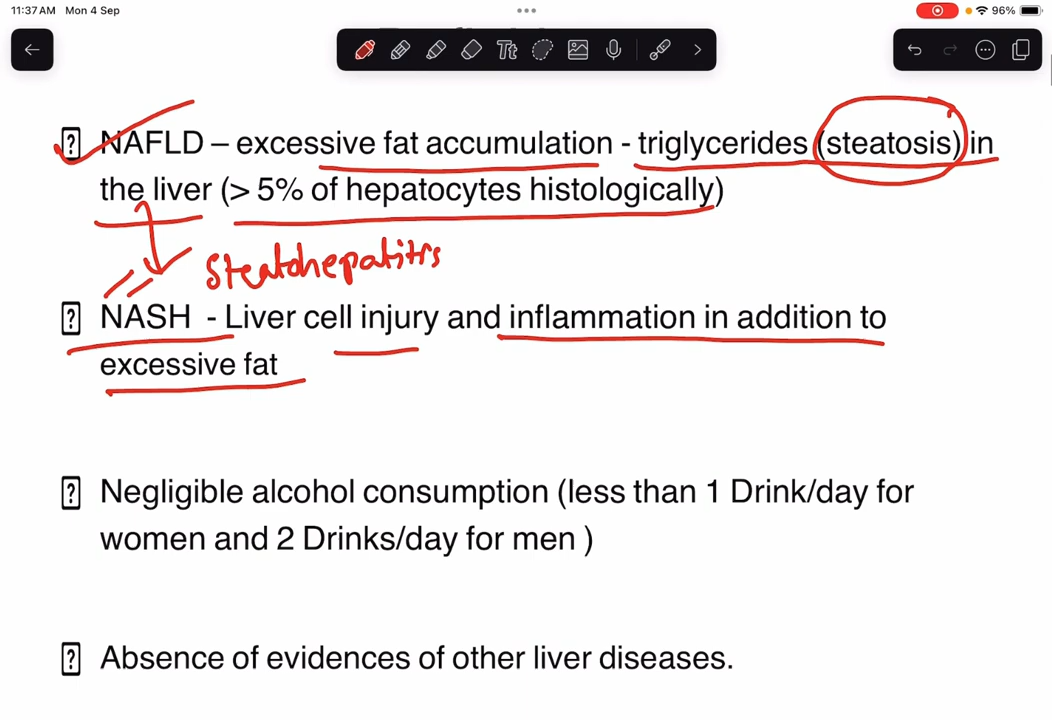 11:37 AM Mon 4 Sep
96%
Tt
NAFLD – excessive fat accumulation - triglycerides (steatosis) in
the liver (> 5% of hepatocytes histologically)
Steatohepatitis
NASH - Liver cell injury and inflammation in addition to
excessive fat
Negligible alcohol consumption (less than 1 Drink/day for
women and 2 Drinks/day for men )
Absence of evidences of other liver diseases.